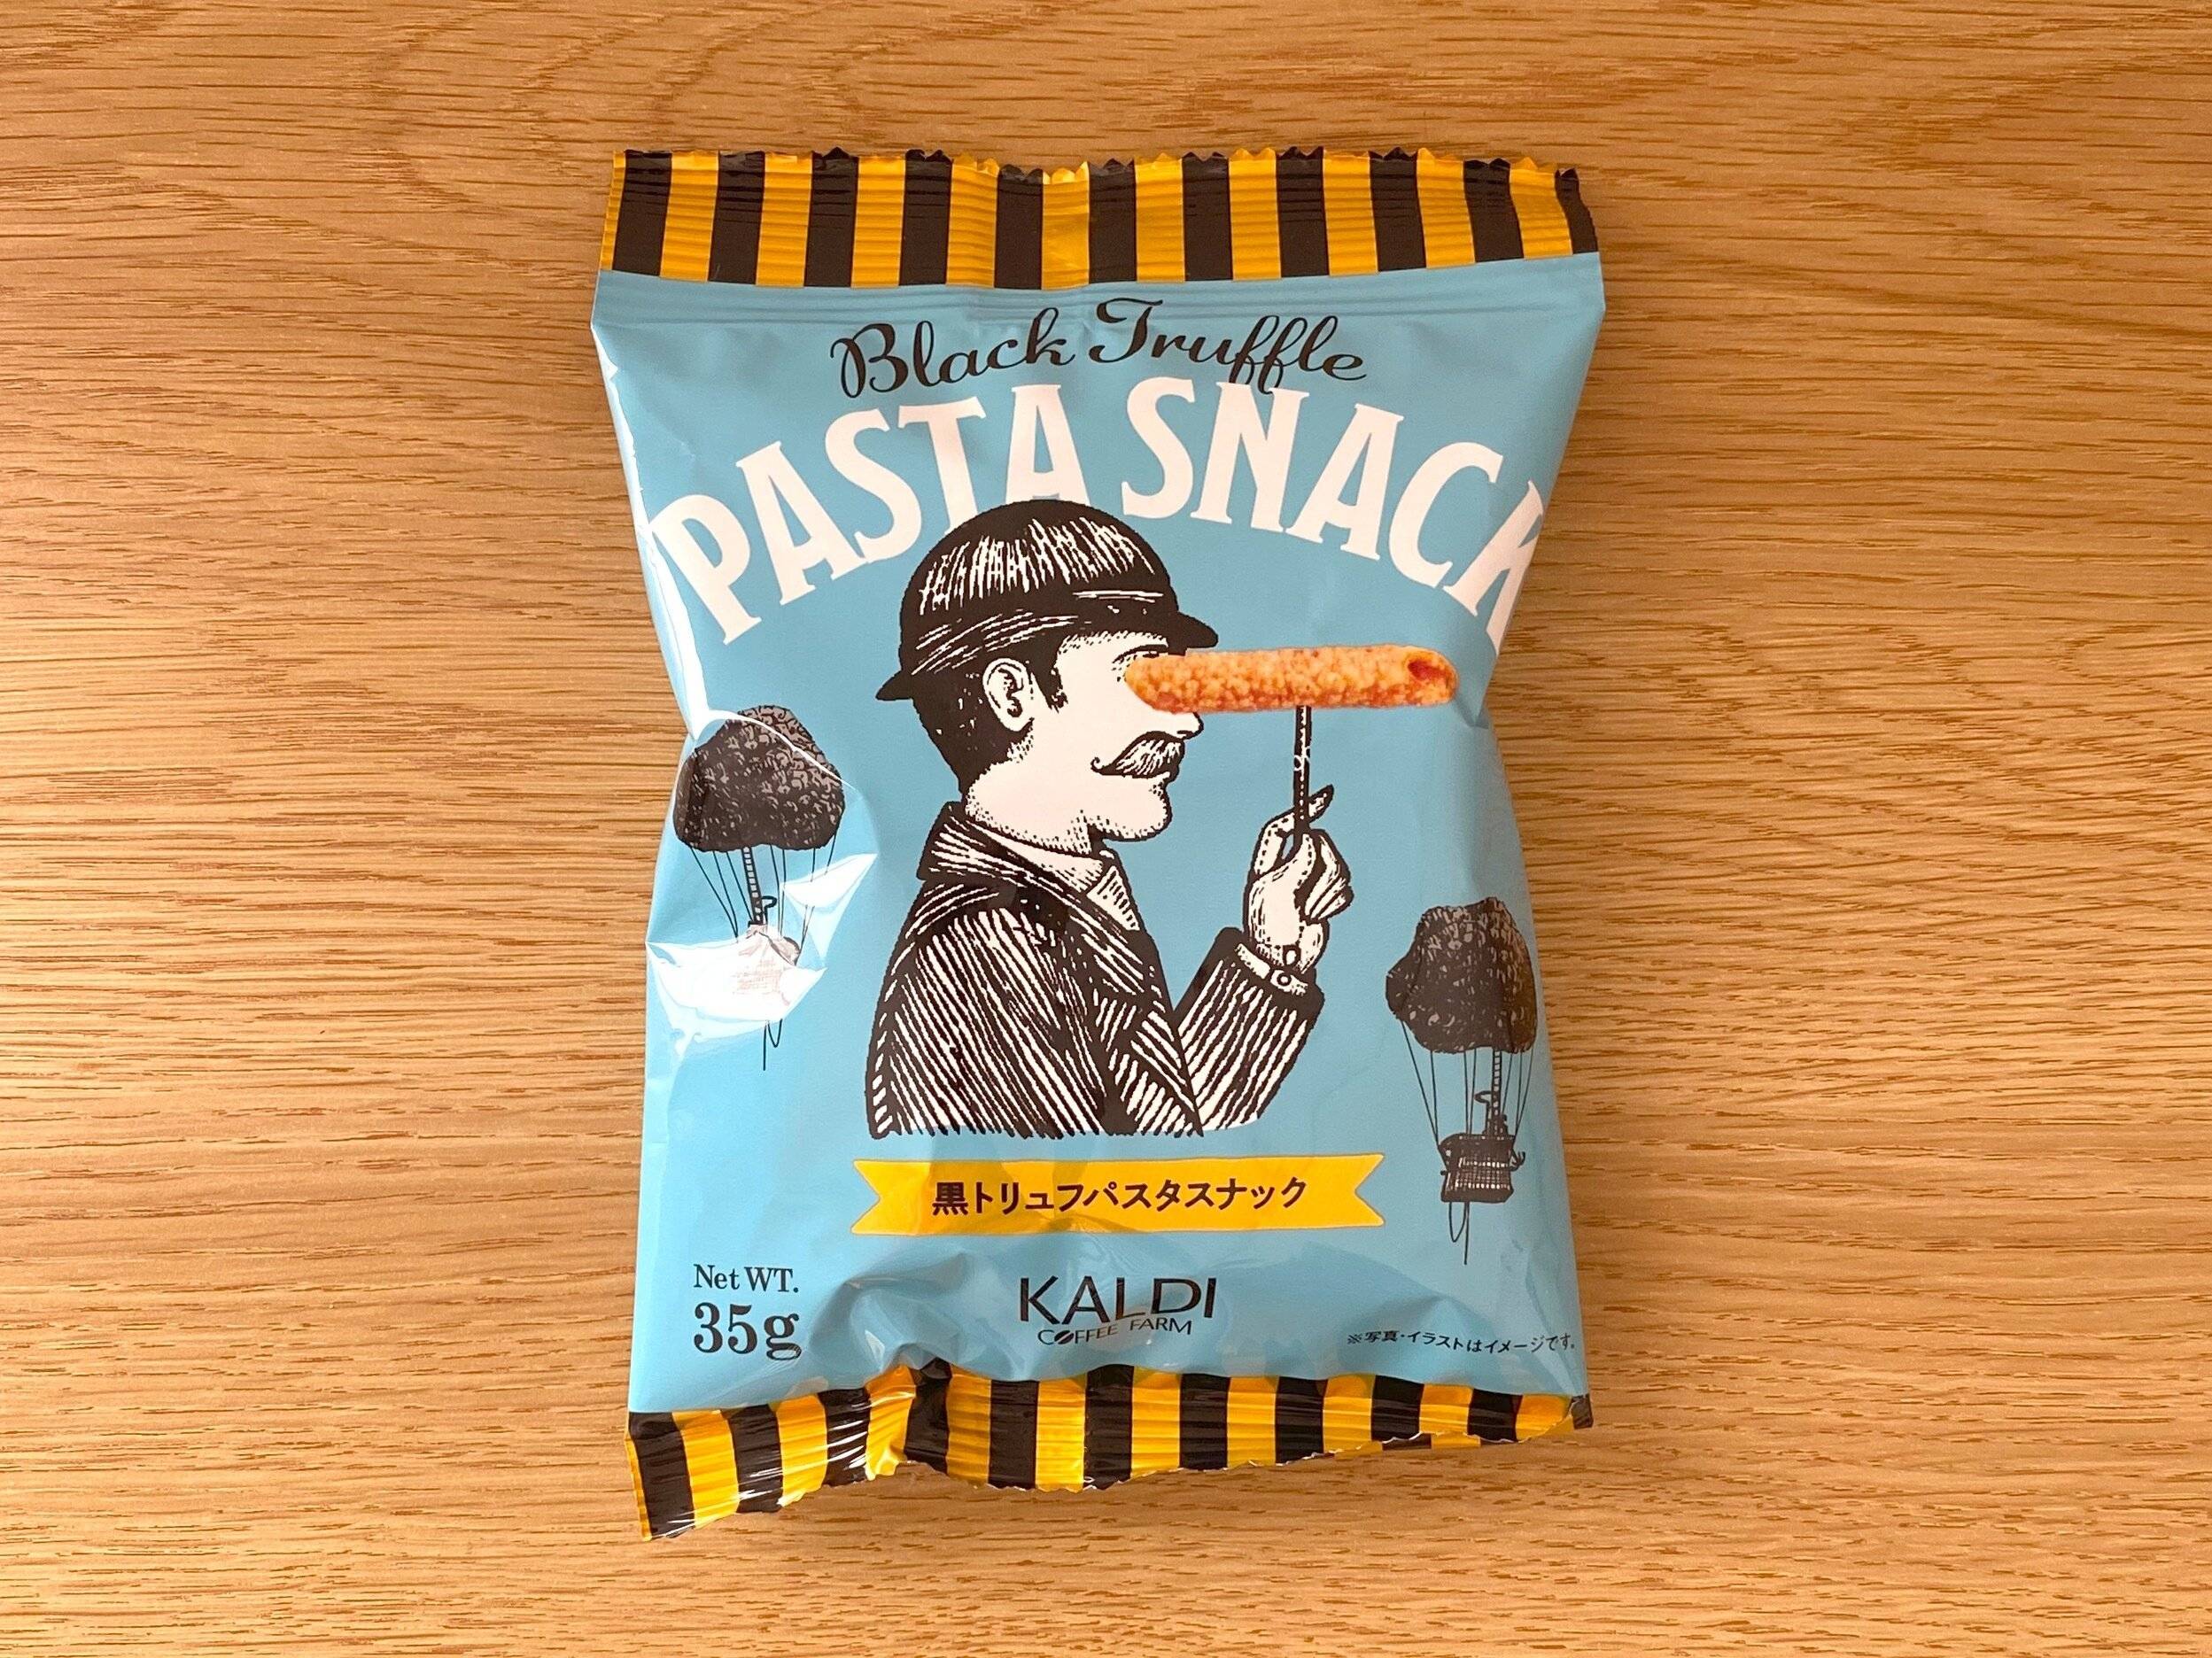 Black Truffle
PASTA SNACK
黒トリュフパスタスナック
Net WT.
35g
KALDI
COFFEE FARM
※写真・イラストはイメージです。